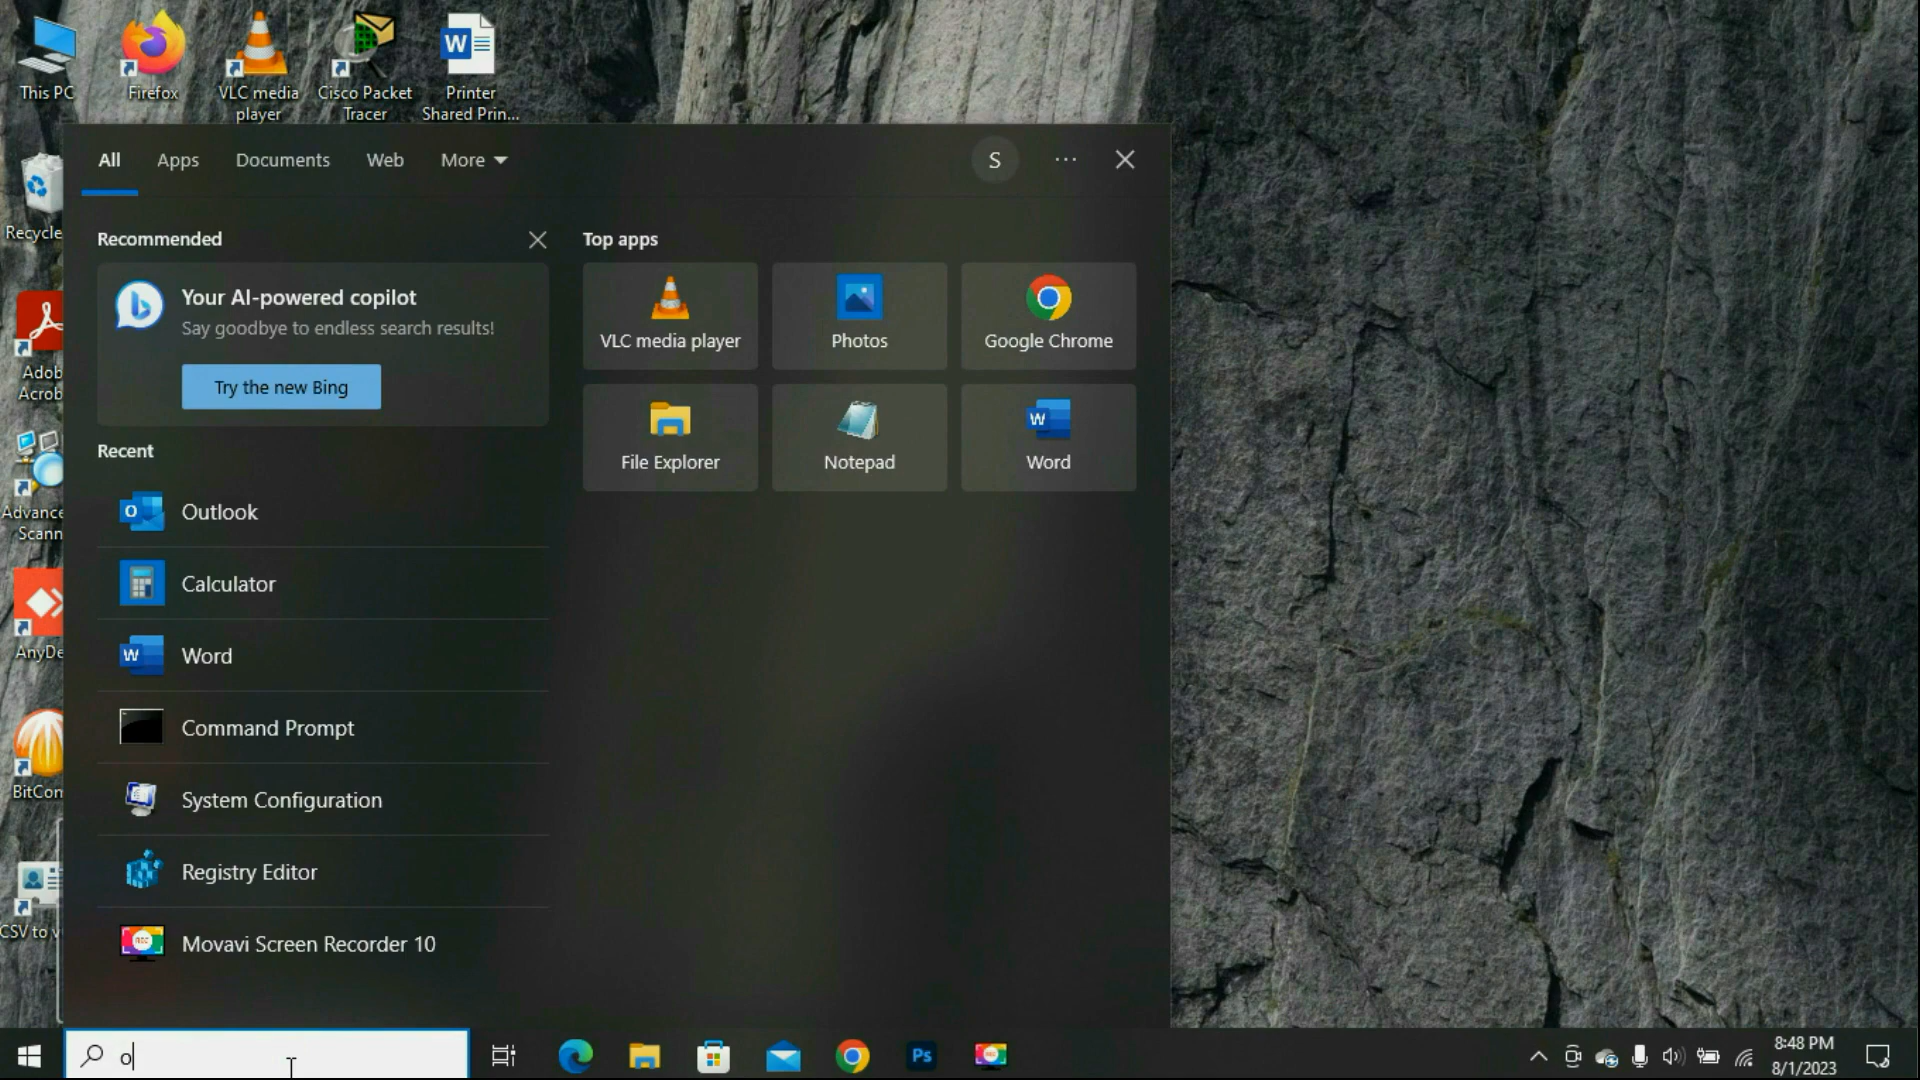 This PC
Firefox
VLC media
player
Cisco Packet
Tracer
Printer
Shared Prin...
Recycle
Adob
Acrob
Advance
Scann
AnyDe
BitCom
CSV to v
All
Apps
Documents
Web
More
S
Recommended
Your AI-powered copilot
Say goodbye to endless search results!
Try the new Bing
Recent
Outlook
Calculator
Word
Command Prompt
System Configuration
Registry Editor
Movavi Screen Recorder 10
Top apps
VLC media player
Photos
Google Chrome
File Explorer
Notepad
Word
o
Ps
8:48 PM
8/1/2023